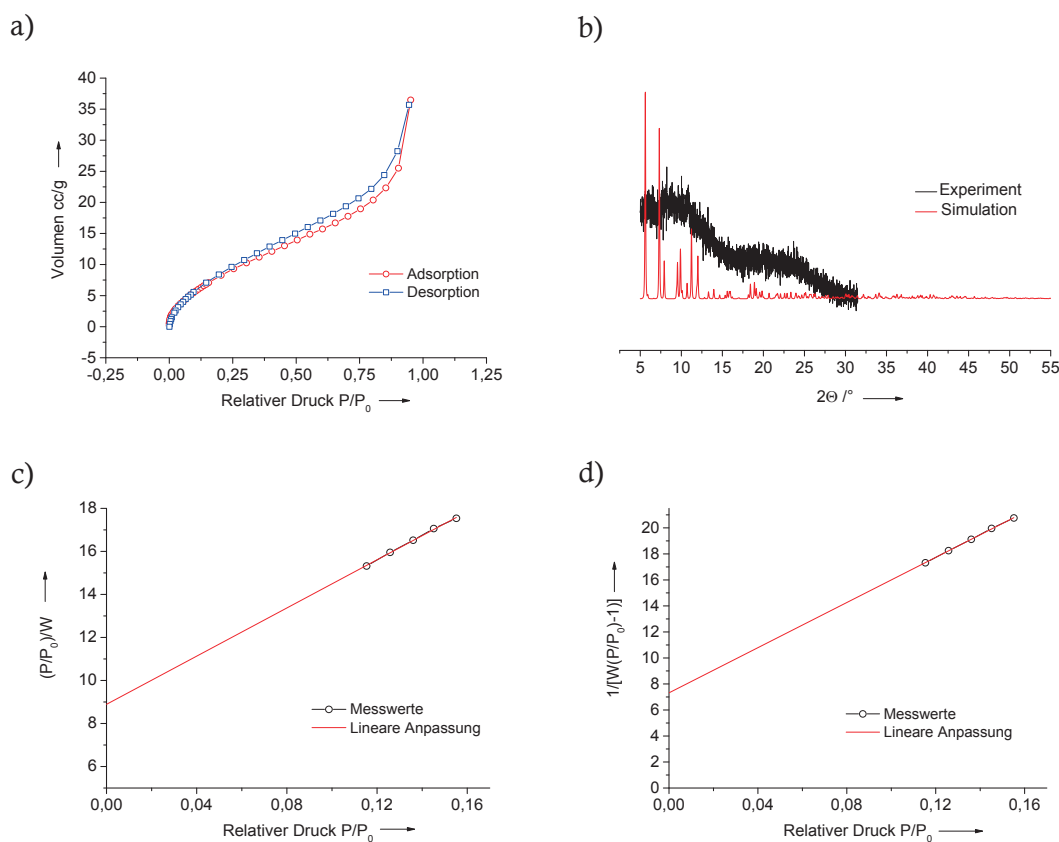 a)
40
35
30
25
20
15
10
5
0
-5
Volumen cc/g
Adsorption
Desorption
-0,25 0,00 0,25 0,50 0,75 1,00 1,25
Relativer Druck P/P0
b)
Experiment
Simulation
5 10 15 20 25 30 35 40 45 50 55
2Θ /°
c)
18
16
14
12
10
8
6
(P/P0)/W
Messwerte
Lineare Anpassung
0,00 0,04 0,08 0,12 0,16
Relativer Druck P/P0
d)
20
18
16
14
12
10
8
6
4
2
0
1/[W(P/P0)-1)]
Messwerte
Lineare Anpassung
0,00 0,04 0,08 0,12 0,16
Relativer Druck P/P0